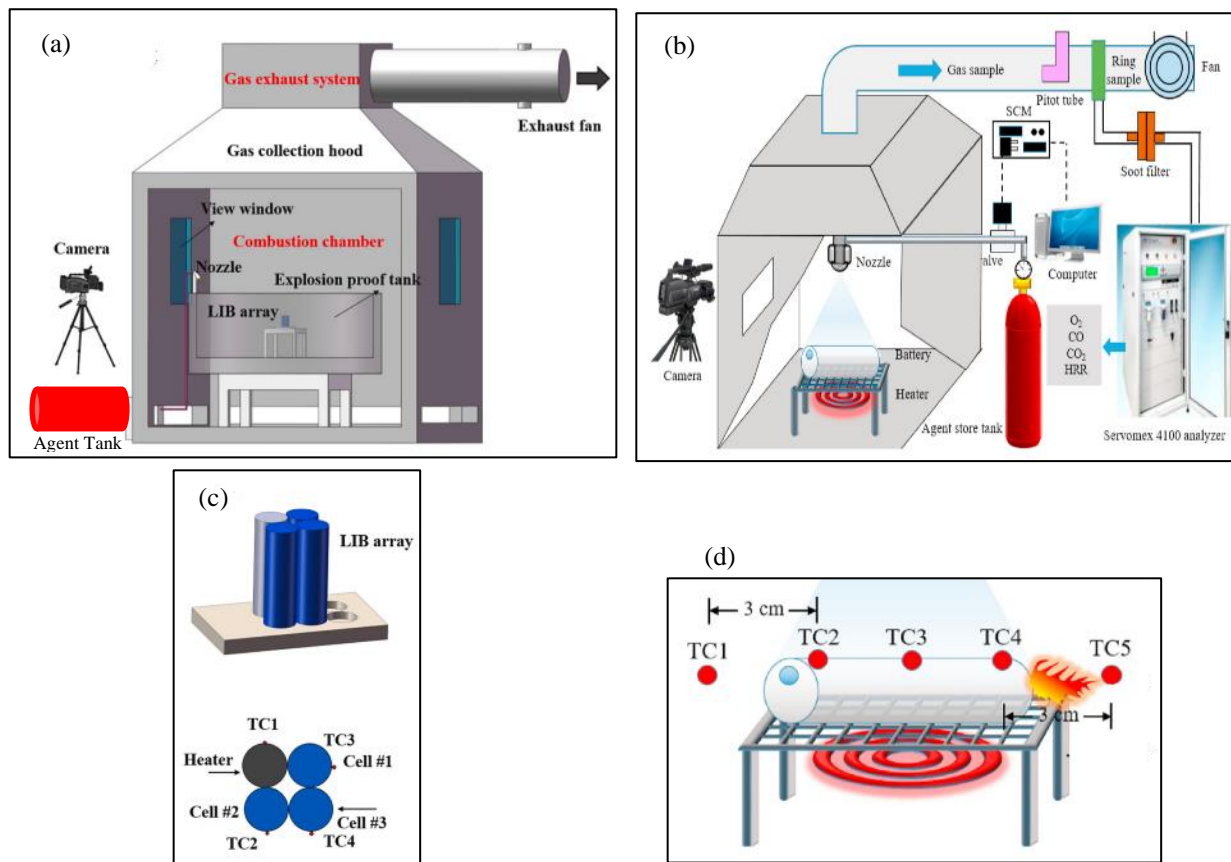 (a)
Gas exhaust system
Exhaust fan
Gas collection hood
View window
Camera
Combustion chamber
Nozzle
Explosion proof tank
LIB array
Agent Tank
(b)
Gas sample
Pitot tube
Ring
sample
Fan
SCM
Soot filter
Nozzle
valve
Computer
Camera
Battery
Heater
O₂
CO
CO₂
HRR
Agent store tank
Servomex 4100 analyzer
(c)
LIB array
TC1
TC3
Heater
Cell #1
Cell #2
Cell #3
TC2
TC4
(d)
3 cm
TC1
TC2
TC3
TC4
TC5
3 cm